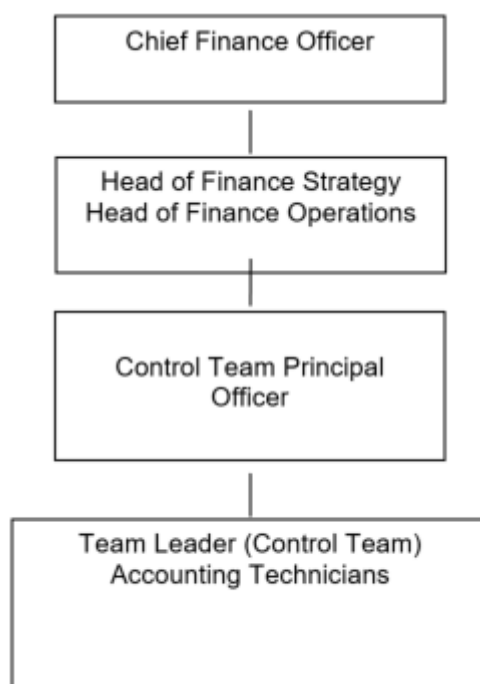 Chief Finance Officer
Head of Finance Strategy
Head of Finance Operations
Control Team Principal
Officer
Team Leader (Control Team)
Accounting Technicians